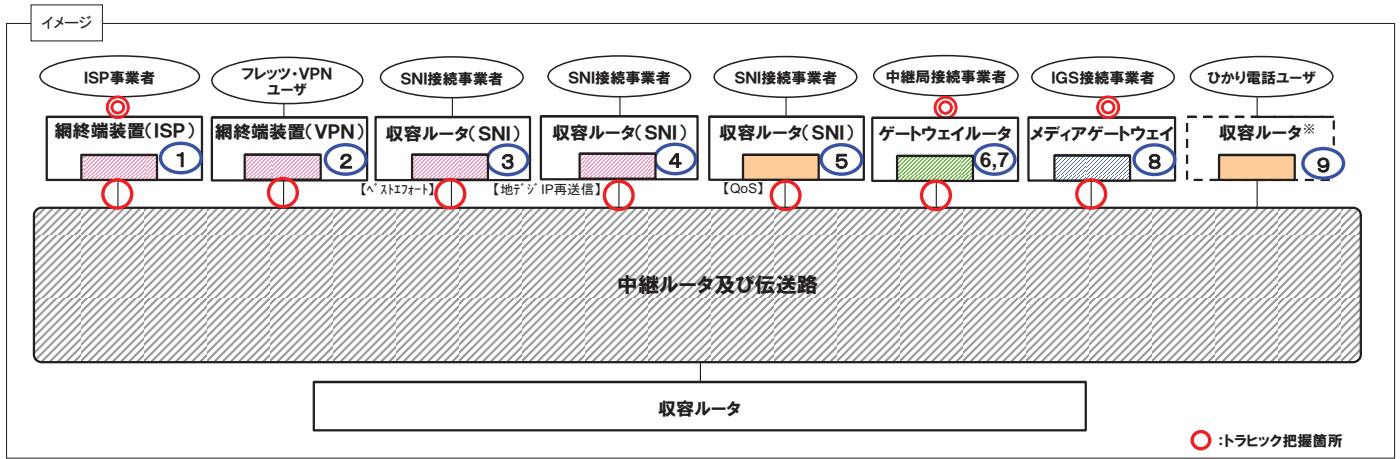 イメージ
ISP事業者
フレッツ・VPN
ユーザ
SNI接続事業者
SNI接続事業者
SNI接続事業者
中継局接続事業者
IGS接続事業者
ひかり電話ユーザ
網終端装置(ISP)
網終端装置(VPN)
収容ルータ(SNI)
収容ルータ(SNI)
収容ルータ(SNI)
ゲートウェイルータ
メディアゲートウェイ
収容ルータ※
1
2
3
4
5
6,7
8
9
【ベストエフォート】
【地デジIP再送信】
【QoS】
中継ルータ及び伝送路
収容ルータ
:トラヒック把握箇所